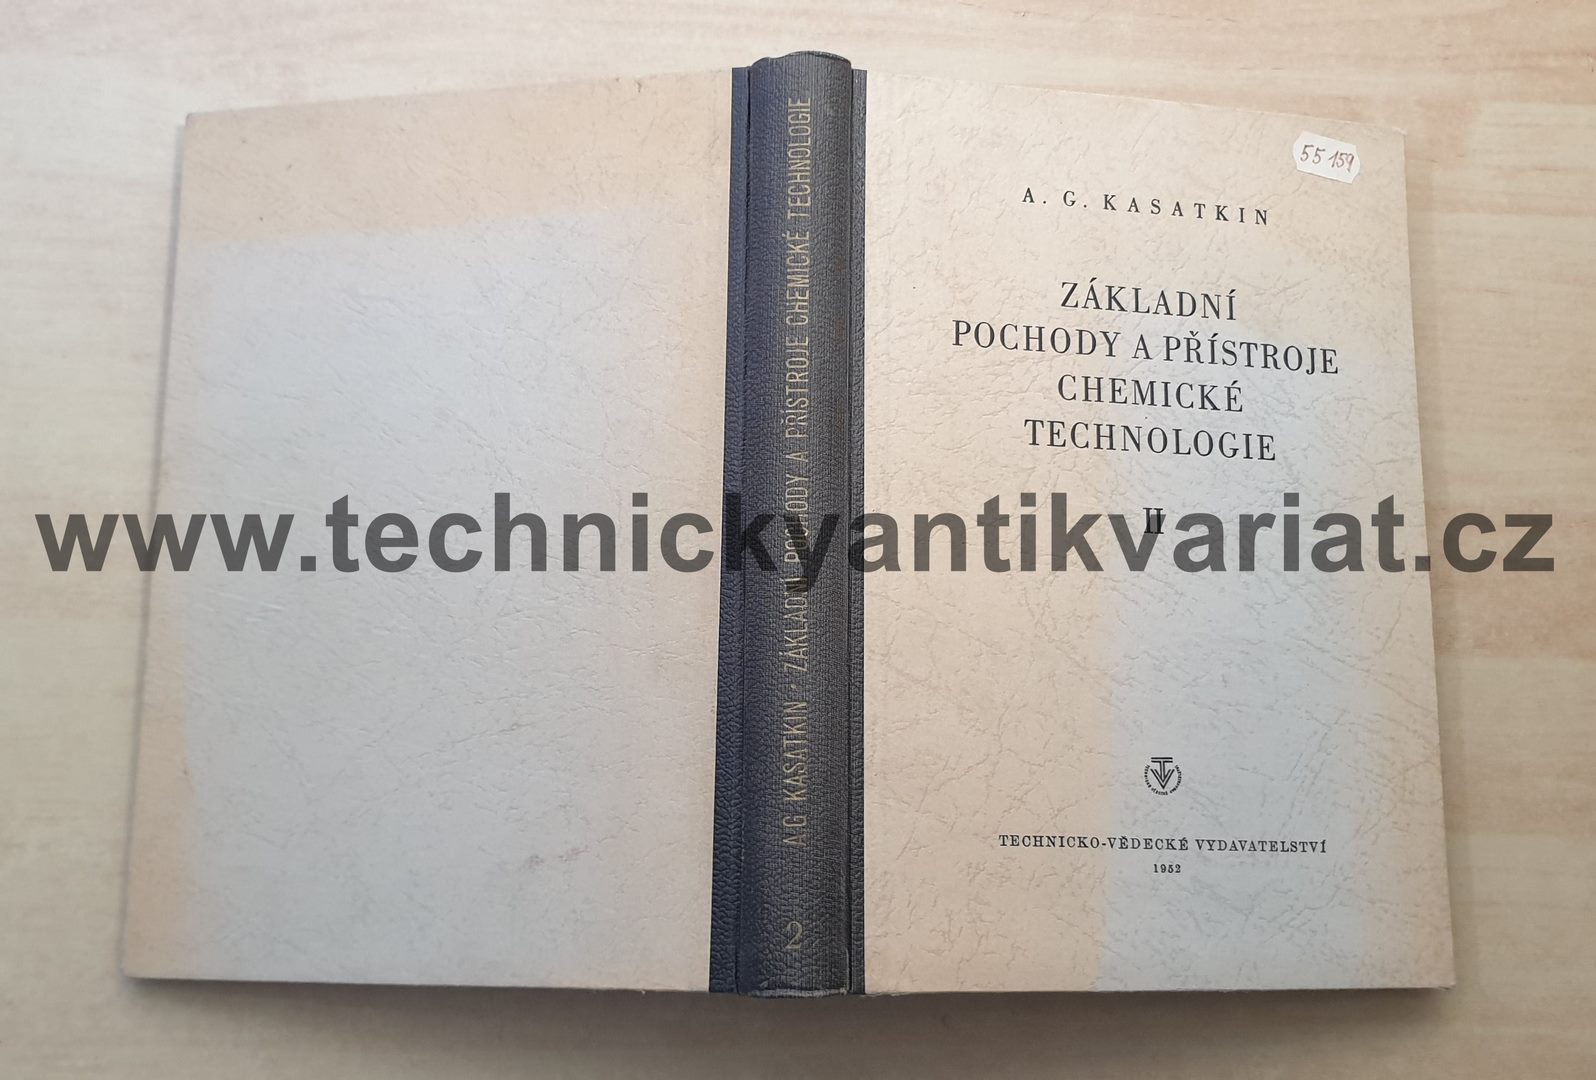 55 159
A. G. KASATKIN
ZÁKLADNÍ
POCHODY A PŘÍSTROJE
CHEMICKÉ
TECHNOLOGIE
II
TECHNICKO-VĚDECKÉ VYDAVATELSTVÍ
1952
A.G. KASATKIN · ZÁKLADNÍ POCHODY A PŘÍSTROJE CHEMICKÉ TECHNOLOGIE
2
www.technickyantikvariat.cz